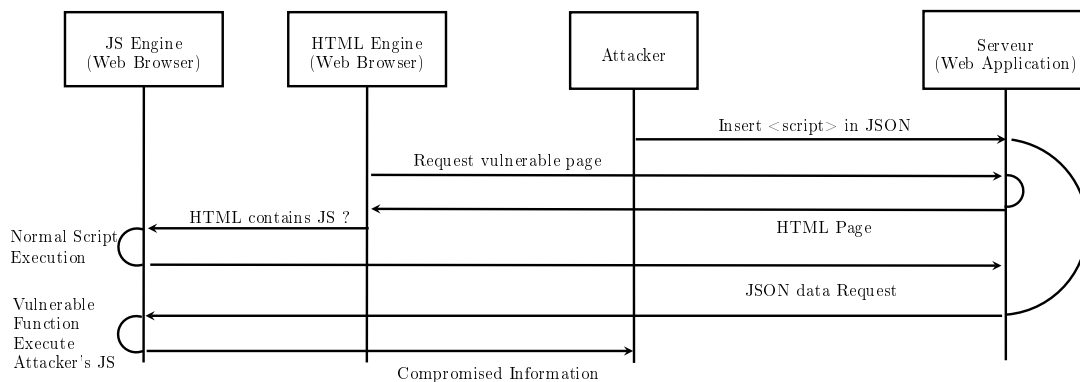 JS Engine
(Web Browser)
HTML Engine
(Web Browser)
Attacker
Serveur
(Web Application)
Insert <script> in JSON
Request vulnerable page
HTML contains JS ?
HTML Page
Normal Script
Execution
JSON data Request
Vulnerable
Function
Execute
Attacker's JS
Compromised Information